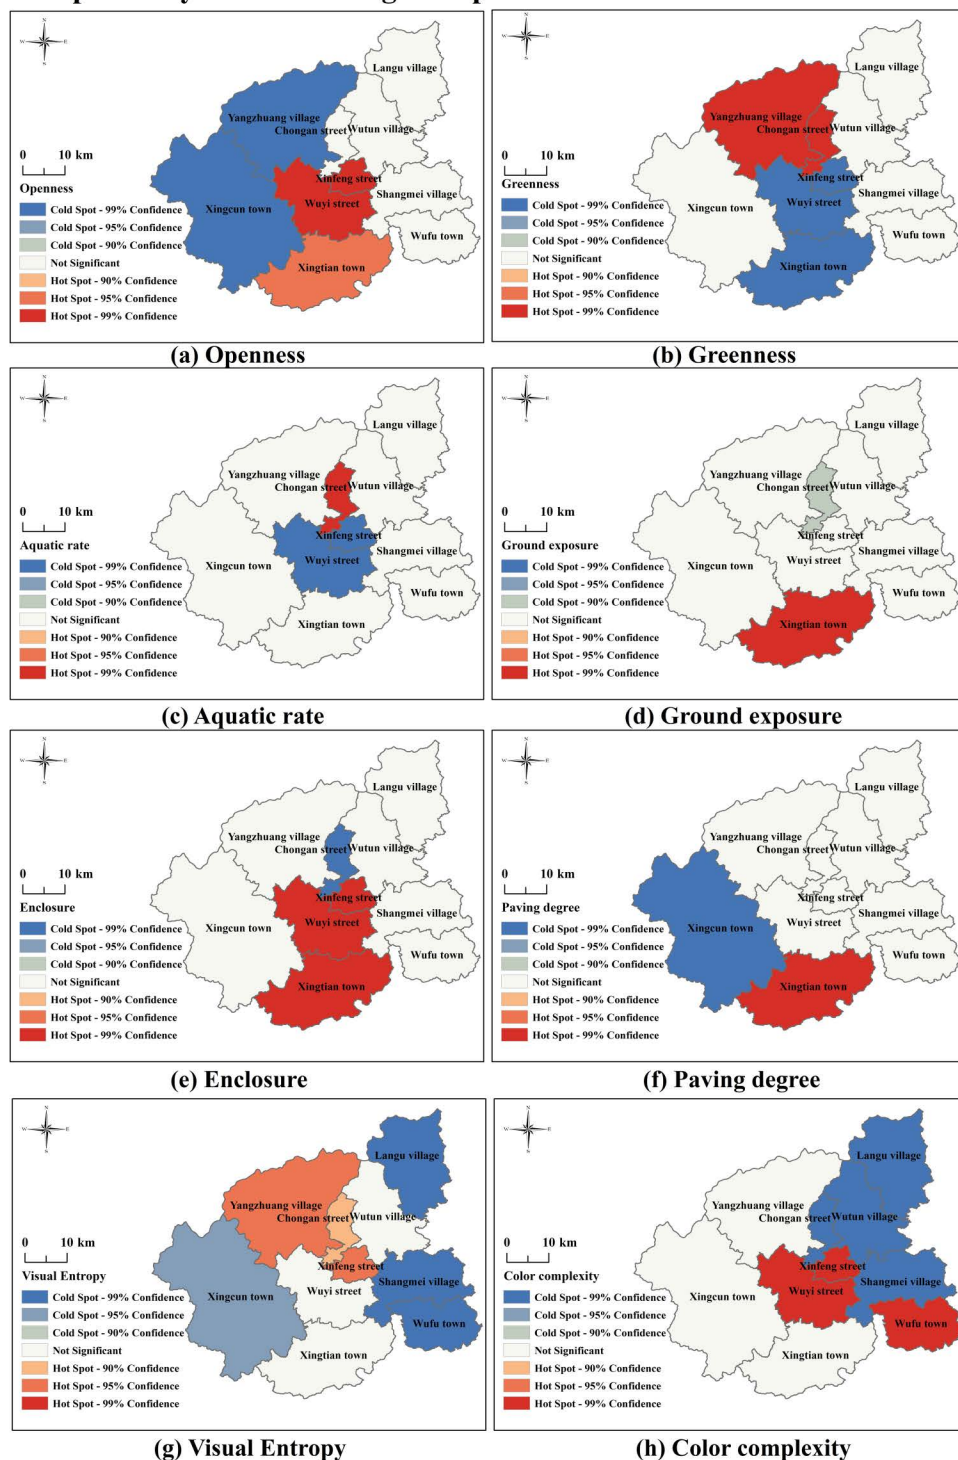 (a) Openness
N
W E
S
0 10 km
Openness
Cold Spot - 99% Confidence
Cold Spot - 95% Confidence
Cold Spot - 90% Confidence
Not Significant
Hot Spot - 90% Confidence
Hot Spot - 95% Confidence
Hot Spot - 99% Confidence
Langu village
Yangzhuang village
Chongan street
Wutun village
Xinfeng street
Xingcun town
Wuyi street
Shangmei village
Wufu town
Xingtian town
(b) Greenness
N
W E
S
0 10 km
Greenness
Cold Spot - 99% Confidence
Cold Spot - 95% Confidence
Cold Spot - 90% Confidence
Not Significant
Hot Spot - 90% Confidence
Hot Spot - 95% Confidence
Hot Spot - 99% Confidence
Langu village
Yangzhuang village
Chongan street
Wutun village
Xinfeng street
Xingcun town
Wuyi street
Shangmei village
Wufu town
Xingtian town
(c) Aquatic rate
N
W E
S
0 10 km
Aquatic rate
Cold Spot - 99% Confidence
Cold Spot - 95% Confidence
Cold Spot - 90% Confidence
Not Significant
Hot Spot - 90% Confidence
Hot Spot - 95% Confidence
Hot Spot - 99% Confidence
Langu village
Yangzhuang village
Chongan street
Wutun village
Xinfeng street
Xingcun town
Wuyi street
Shangmei village
Wufu town
Xingtian town
(d) Ground exposure
N
W E
S
0 10 km
Ground exposure
Cold Spot - 99% Confidence
Cold Spot - 95% Confidence
Cold Spot - 90% Confidence
Not Significant
Hot Spot - 90% Confidence
Hot Spot - 95% Confidence
Hot Spot - 99% Confidence
Langu village
Yangzhuang village
Chongan street
Wutun village
Xinfeng street
Xingcun town
Wuyi street
Shangmei village
Wufu town
Xingtian town
(e) Enclosure
N
W E
S
0 10 km
Enclosure
Cold Spot - 99% Confidence
Cold Spot - 95% Confidence
Cold Spot - 90% Confidence
Not Significant
Hot Spot - 90% Confidence
Hot Spot - 95% Confidence
Hot Spot - 99% Confidence
Langu village
Yangzhuang village
Chongan street
Wutun village
Xinfeng street
Xingcun town
Wuyi street
Shangmei village
Wufu town
Xingtian town
(f) Paving degree
N
W E
S
0 10 km
Paving degree
Cold Spot - 99% Confidence
Cold Spot - 95% Confidence
Cold Spot - 90% Confidence
Not Significant
Hot Spot - 90% Confidence
Hot Spot - 95% Confidence
Hot Spot - 99% Confidence
Langu village
Yangzhuang village
Chongan street
Wutun village
Xinfeng street
Xingcun town
Wuyi street
Shangmei village
Wufu town
Xingtian town
(g) Visual Entropy
N
W E
S
0 10 km
Visual Entropy
Cold Spot - 99% Confidence
Cold Spot - 95% Confidence
Cold Spot - 90% Confidence
Not Significant
Hot Spot - 90% Confidence
Hot Spot - 95% Confidence
Hot Spot - 99% Confidence
Langu village
Yangzhuang village
Chongan street
Wutun village
Xinfeng street
Xingcun town
Wuyi street
Shangmei village
Wufu town
Xingtian town
(h) Color complexity
N
W E
S
0 10 km
Color complexity
Cold Spot - 99% Confidence
Cold Spot - 95% Confidence
Cold Spot - 90% Confidence
Not Significant
Hot Spot - 90% Confidence
Hot Spot - 95% Confidence
Hot Spot - 99% Confidence
Langu village
Yangzhuang village
Chongan street
Wutun village
Xinfeng street
Xingcun town
Wuyi street
Shangmei village
Wufu town
Xingtian town